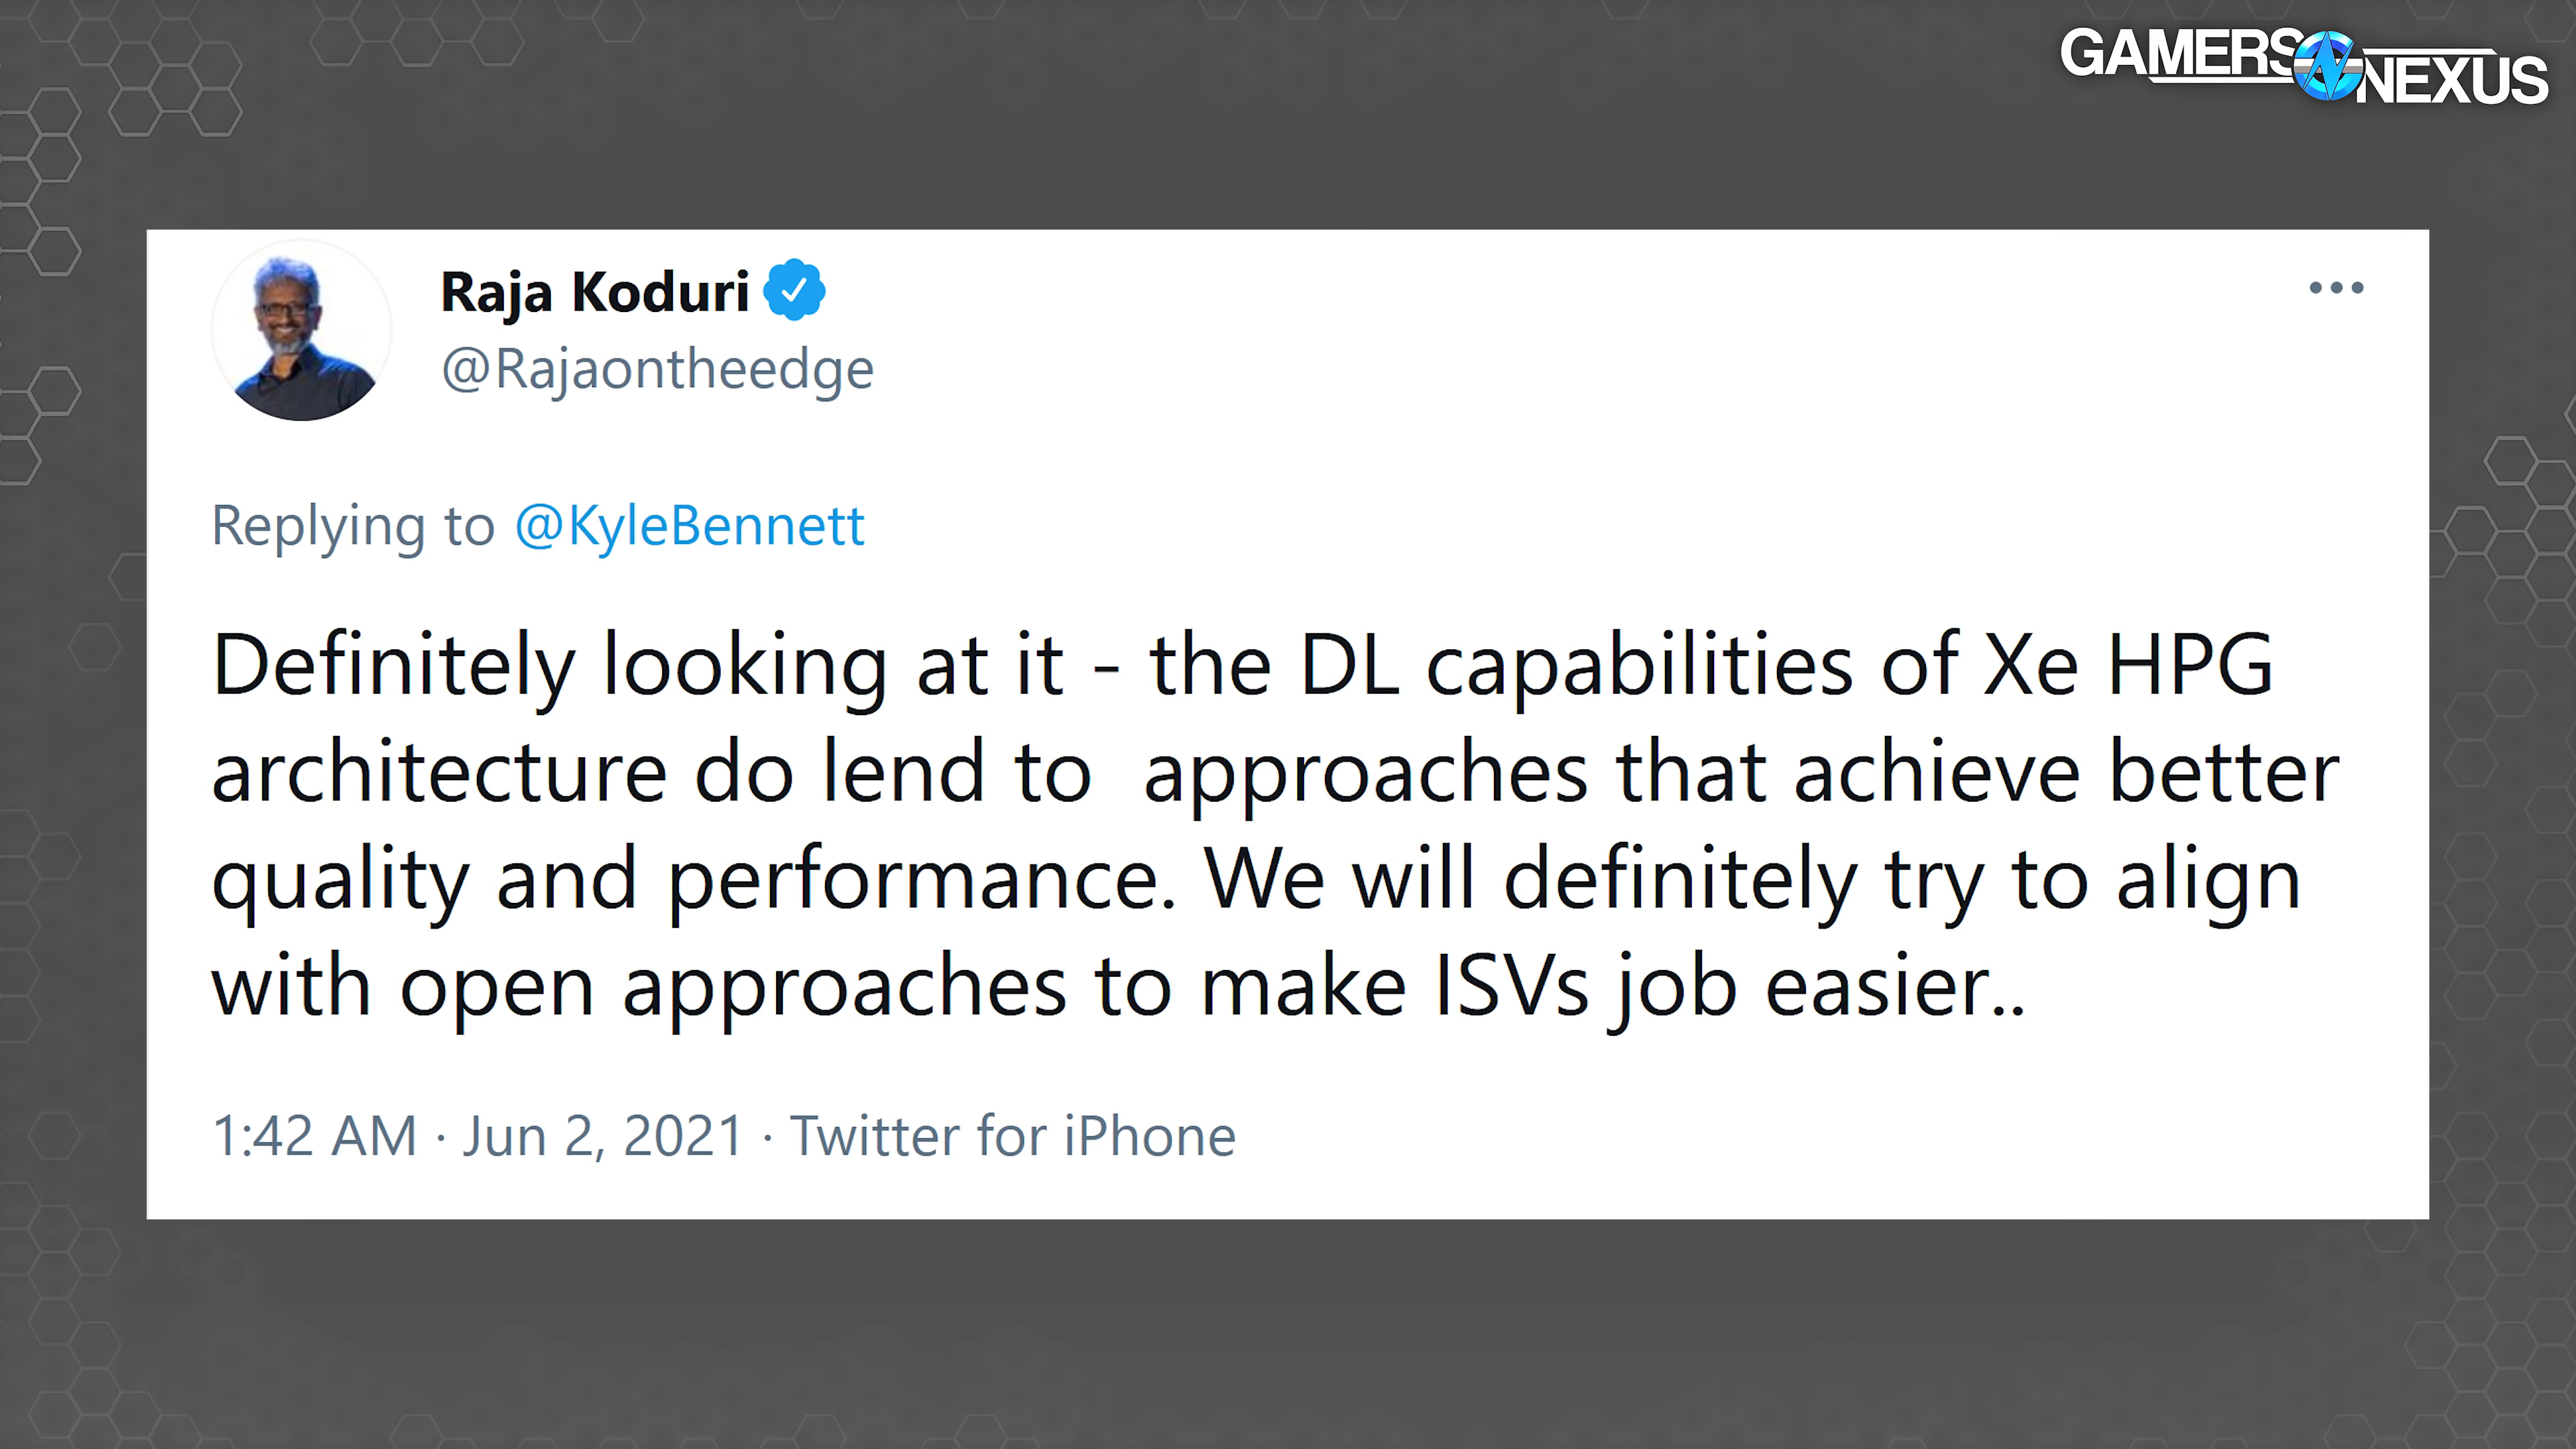 GAMERS NEXUS
Raja Koduri
@Rajaontheedge
Replying to @KyleBennett
Definitely looking at it - the DL capabilities of Xe HPG
architecture do lend to  approaches that achieve better
quality and performance. We will definitely try to align
with open approaches to make ISVs job easier..
1:42 AM · Jun 2, 2021 · Twitter for iPhone